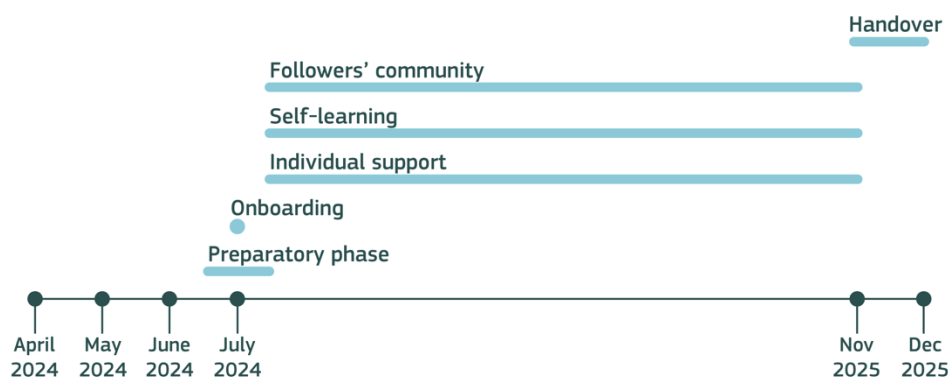 Handover
Followers’ community
Self-learning
Individual support
Onboarding
Preparatory phase
April
2024
May
2024
June
2024
July
2024
Nov
2025
Dec
2025